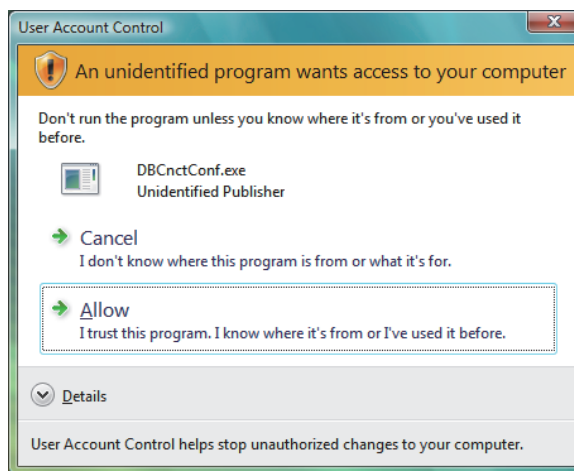 User Account Control
An unidentified program wants access to your computer
Don't run the program unless you know where it's from or you've used it
before.
DBCnctConf.exe
Unidentified Publisher
Cancel
I don't know where this program is from or what it's for.
Allow
I trust this program. I know where it's from or I've used it before.
Details
User Account Control helps stop unauthorized changes to your computer.